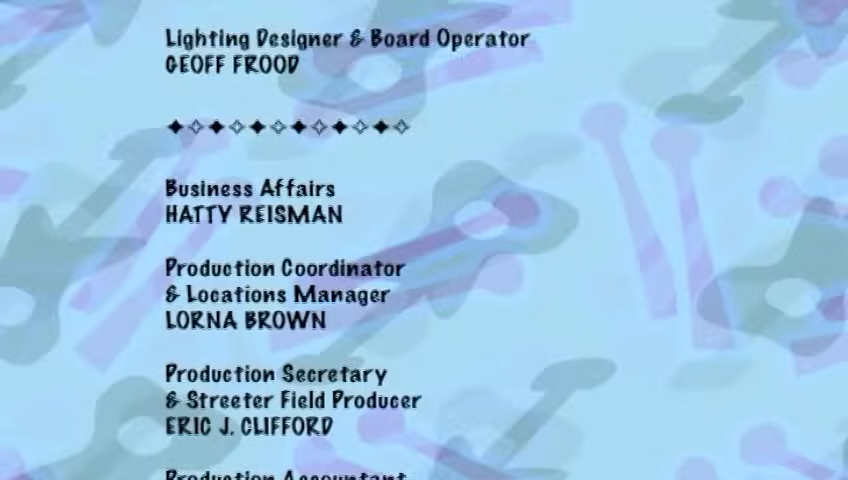 Lighting Designer & Board Operator
GEOFF FROOD
✦✧✦✧✦✧✦✧✦✧✦✧
Business Affairs
HATTY REISMAN
Production Coordinator
& Locations Manager
LORNA BROWN
Production Secretary
& Streeter Field Producer
ERIC J. CLIFFORD
Production Accountant